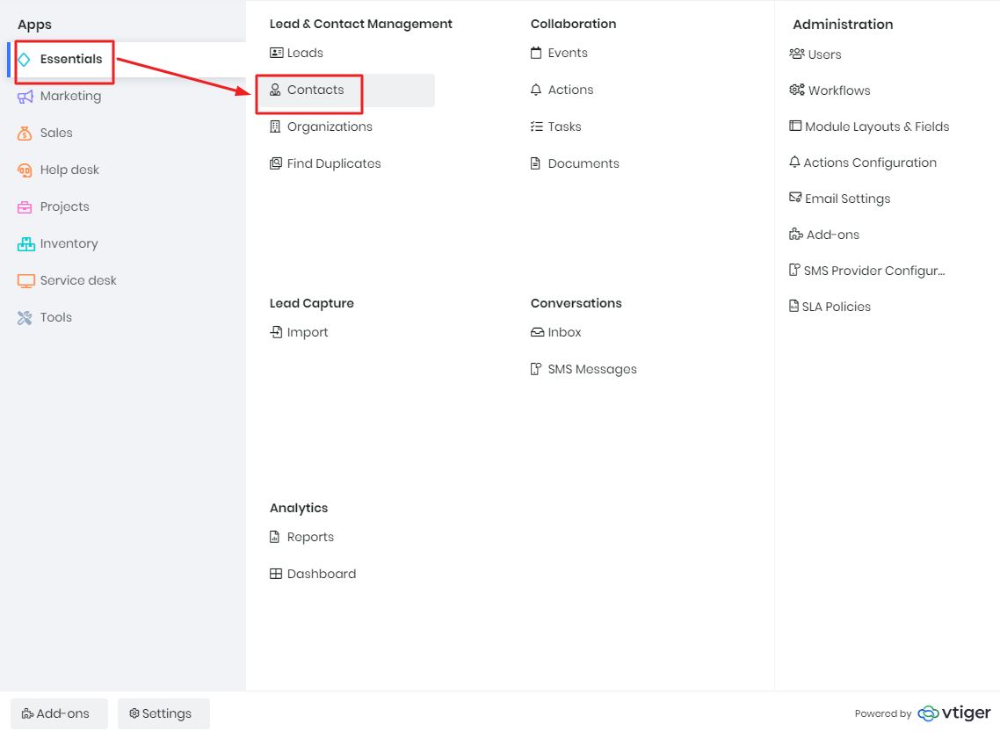 Apps
Essentials
Marketing
Sales
Help desk
Projects
Inventory
Service desk
Tools
Lead & Contact Management
Leads
Contacts
Organizations
Find Duplicates
Lead Capture
Import
Analytics
Reports
Dashboard
Collaboration
Events
Actions
Tasks
Documents
Conversations
Inbox
SMS Messages
Administration
Users
Workflows
Module Layouts & Fields
Actions Configuration
Email Settings
Add-ons
SMS Provider Configur...
SLA Policies
Add-ons
Settings
Powered by vtiger